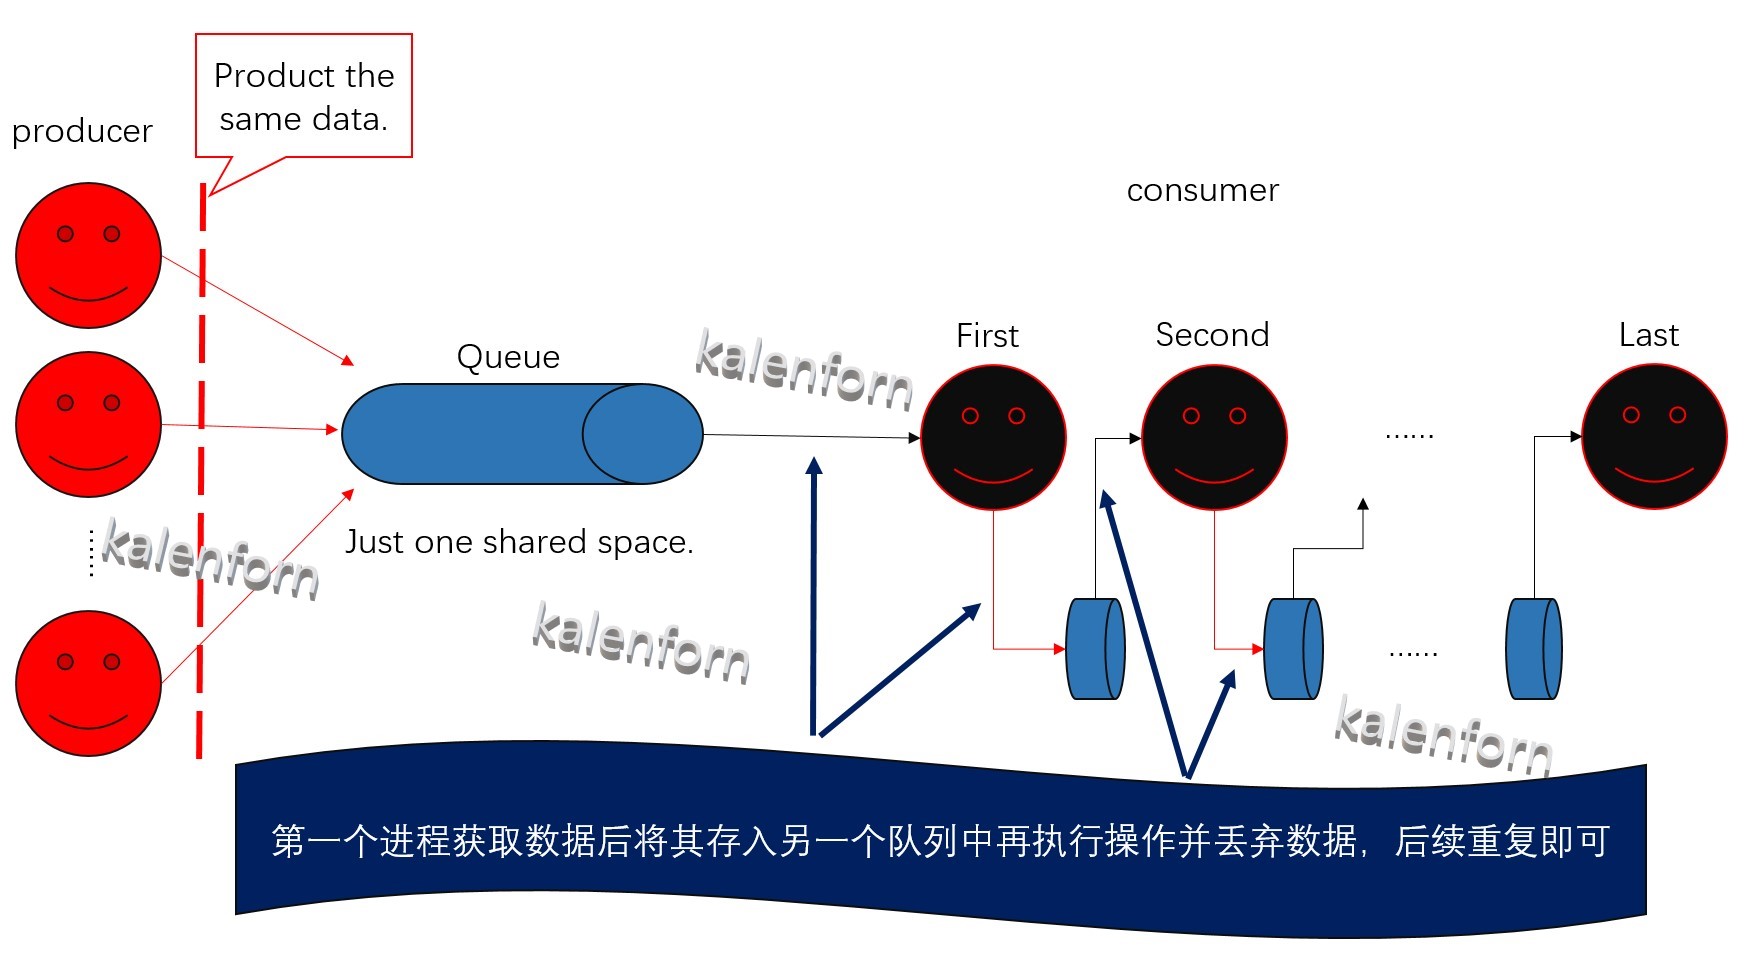 Product the
same data.
producer
consumer
First
Second
Last
Queue
kalenforn
......
Just one shared space.
kalenforn
......
kalenforn
......
kalenforn
第一个进程获取数据后将其存入另一个队列中再执行操作并丢弃数据，后续重复即可